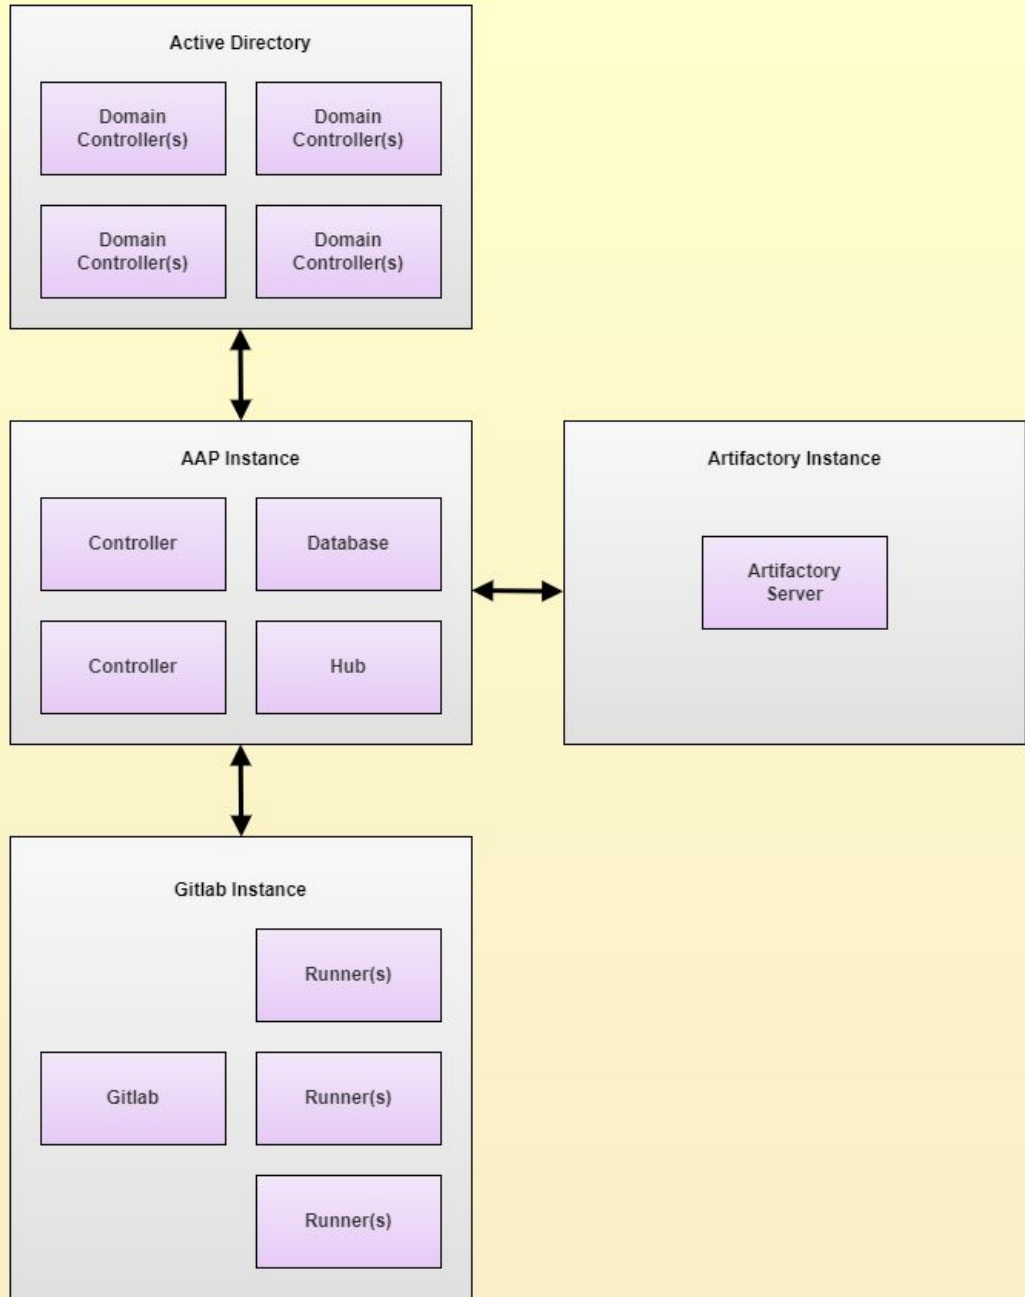 Active Directory
Domain
Controller(s)
Domain
Controller(s)
Domain
Controller(s)
Domain
Controller(s)
AAP Instance
Controller
Database
Controller
Hub
Artifactory Instance
Artifactory
Server
Gitlab Instance
Runner(s)
Gitlab
Runner(s)
Runner(s)